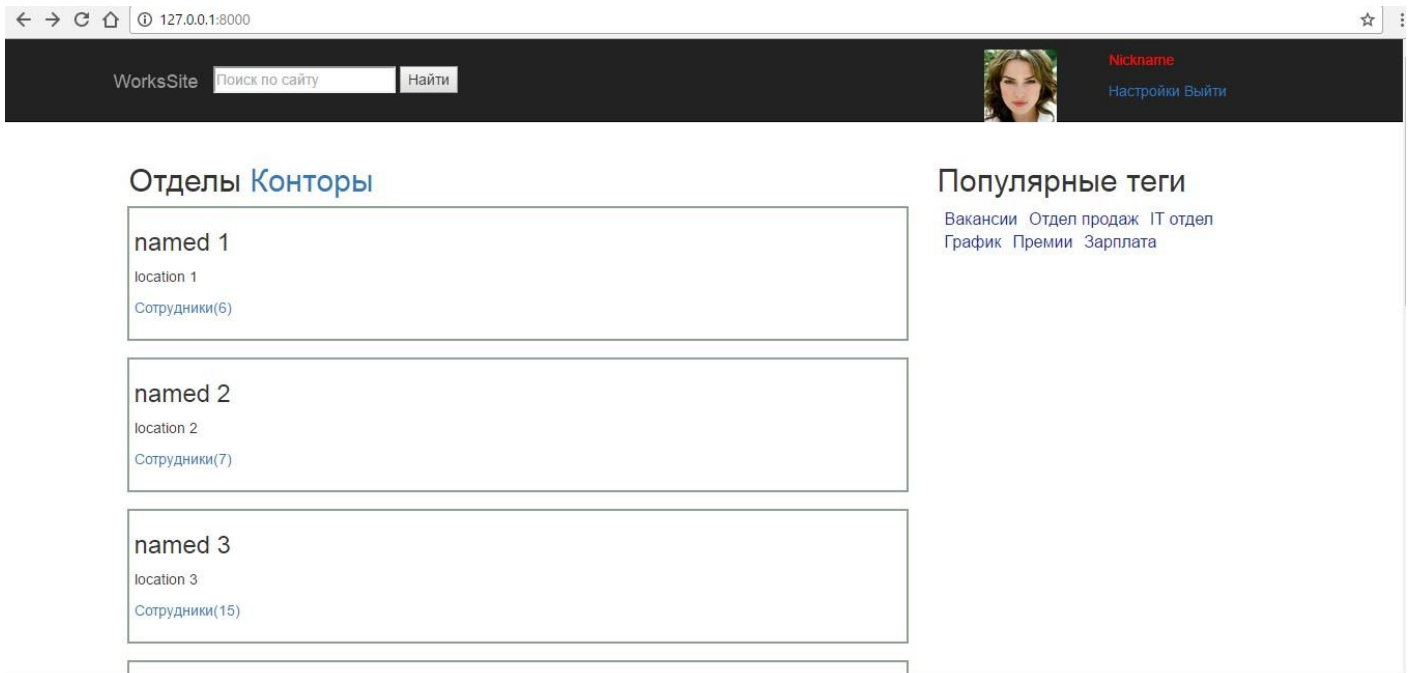 127.0.0.1:8000
WorksSite Поиск по сайту Найти
Nickname
Настройки Выйти
Отделы Конторы
named 1
location 1
Сотрудники(6)
named 2
location 2
Сотрудники(7)
named 3
location 3
Сотрудники(15)
Популярные теги
Вакансии Отдел продаж IT отдел
График Премии Зарплата